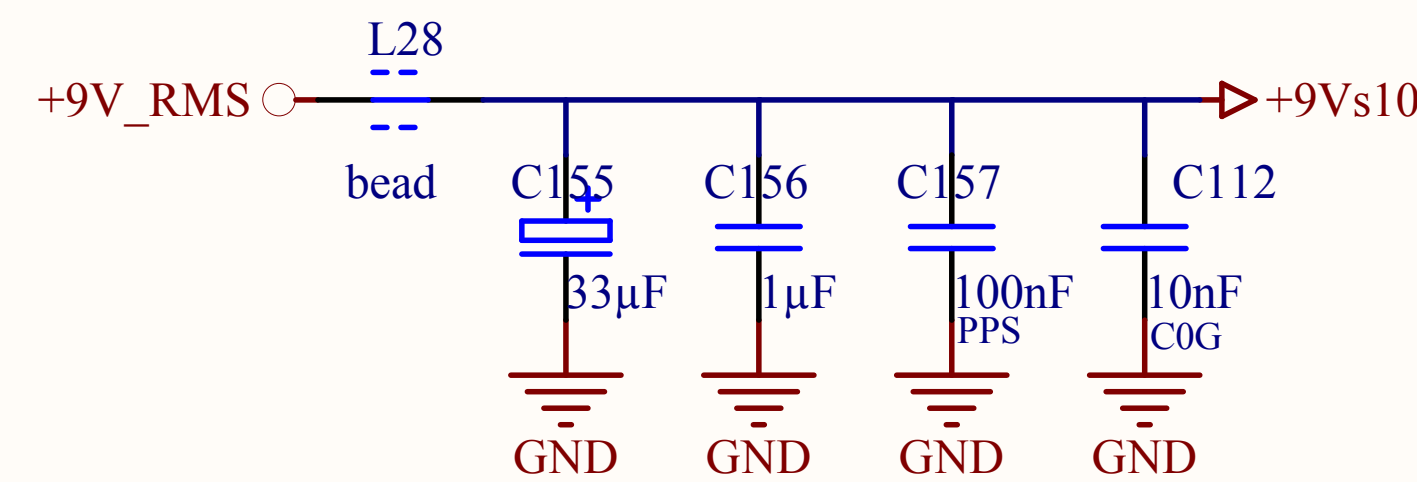 L28
+9V_RMS
+9Vs10
bead
C155
C156
C157
C112
+
33µF
1µF
100nF
10nF
PPS
C0G
GND
GND
GND
GND